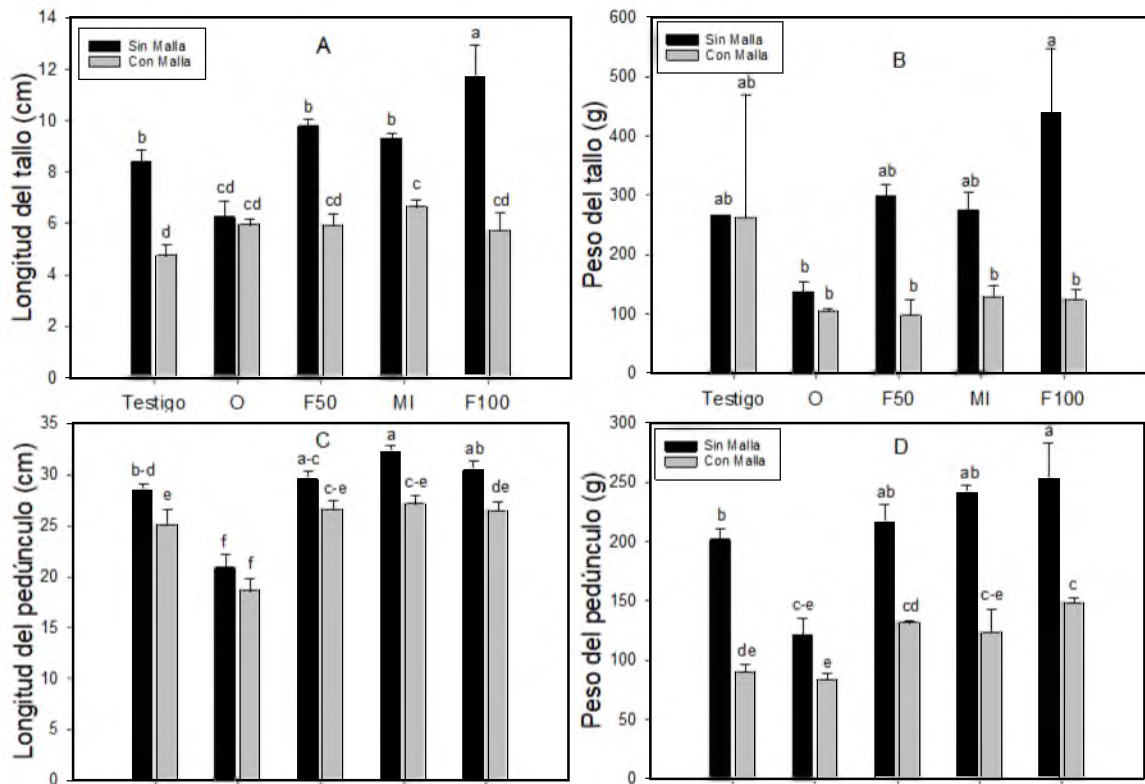 Longitud del tallo (cm)
14
12
10
8
6
4
2
0
Sin Malla
Con Malla
A
b
d
cd
cd
b
cd
b
c
a
cd
Testigo
O
F50
MI
F100
Peso del tallo (g)
600
500
400
300
200
100
0
Sin Malla
Con Malla
B
ab
ab
b
b
ab
b
ab
b
a
b
Testigo
O
F50
MI
F100
Longitud del pedúnculo (cm)
35
30
25
20
15
10
5
0
C
b-d
e
f
f
a-c
c-e
a
c-e
ab
de
Peso del pedúnculo (g)
300
250
200
150
100
50
0
Sin Malla
Con Malla
D
b
de
c-e
e
ab
cd
ab
c-e
a
c